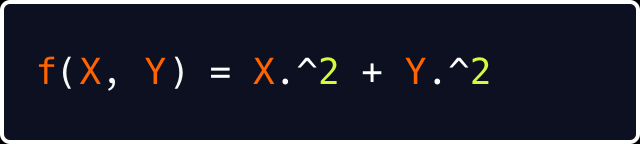 f(X, Y) = X.^2 + Y.^2